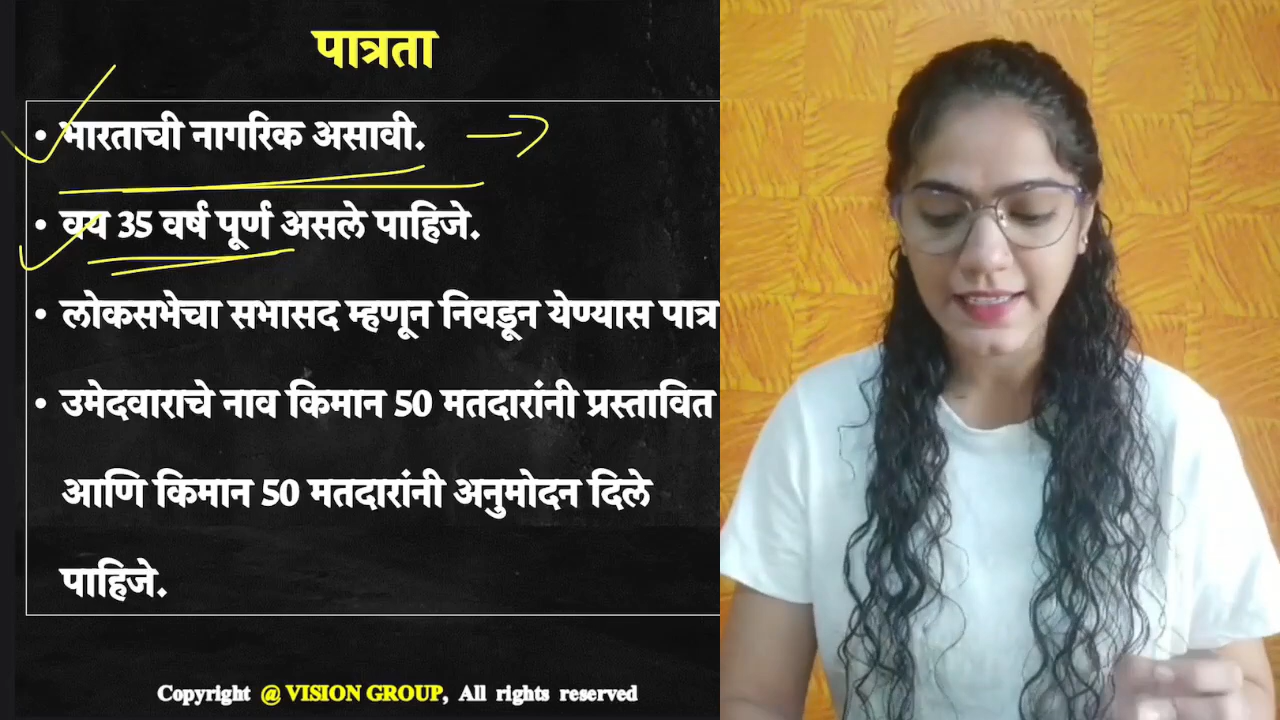 पात्रता
• भारताची नागरिक असावी.
• वय 35 वर्ष पूर्ण असले पाहिजे.
• लोकसभेचा सभासद म्हणून निवडून येण्यास पात्र
• उमेदवाराचे नाव किमान 50 मतदारांनी प्रस्तावित
आणि किमान 50 मतदारांनी अनुमोदन दिले
पाहिजे.
Copyright @ VISION GROUP, All rights reserved